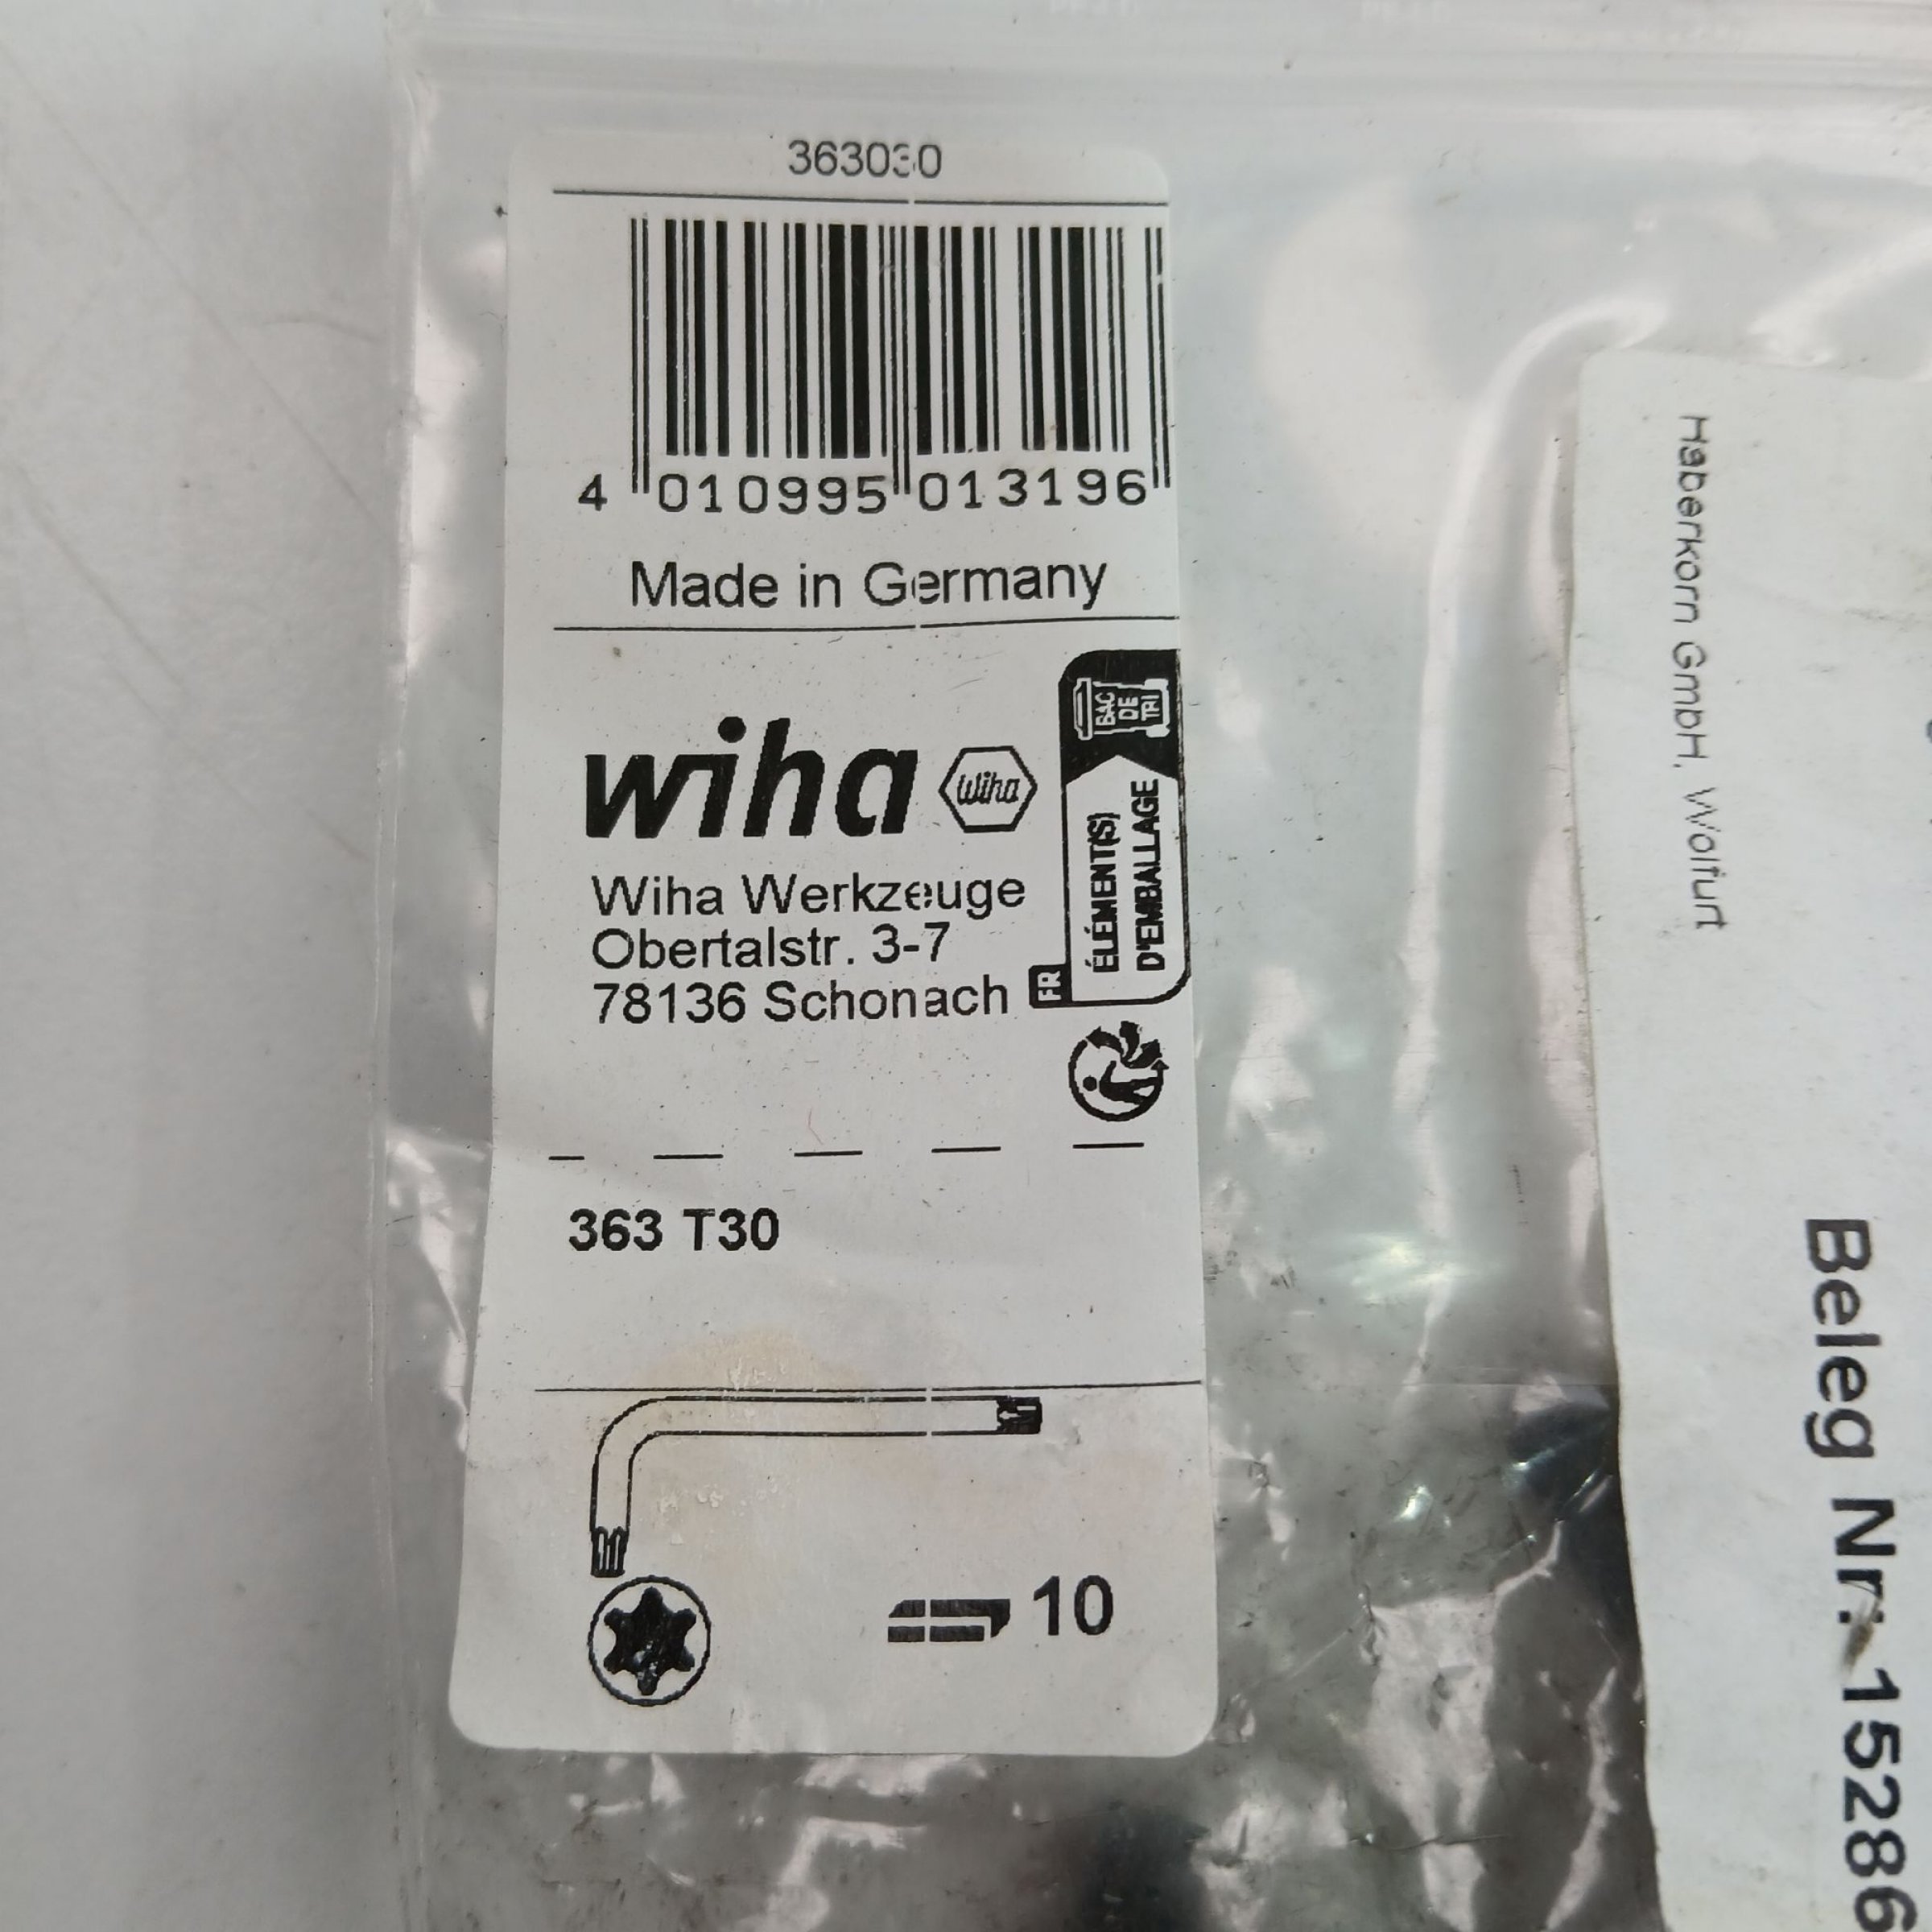 363030
4 010995 013196
Made in Germany
wiha Wiha
BAC
DE
TRI
ÉLÉMENT(S)
D'EMBALLAGE
FR
Wiha Werkzeuge
Obertalstr. 3-7
78136 Schonach
363 T30
10
Haberkorn GmbH, Wolfurt
Beleg Nr. 15286